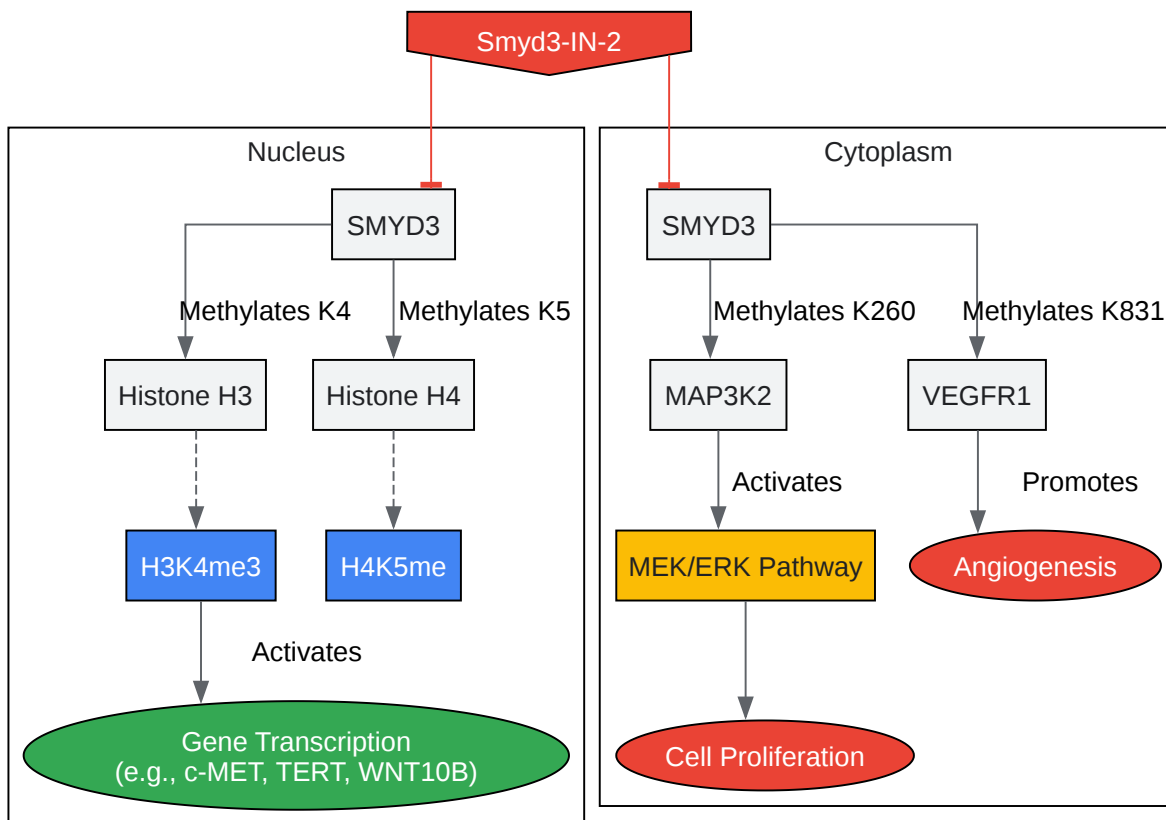 Smyd3-IN-2
Nucleus
SMYD3
Methylates K4
Methylates K5
Histone H3
Histone H4
H3K4me3
H4K5me
Activates
Gene Transcription
(e.g., c-MET, TERT, WNT10B)
Cytoplasm
SMYD3
Methylates K260
Methylates K831
MAP3K2
VEGFR1
Activates
Promotes
MEK/ERK Pathway
Angiogenesis
Cell Proliferation